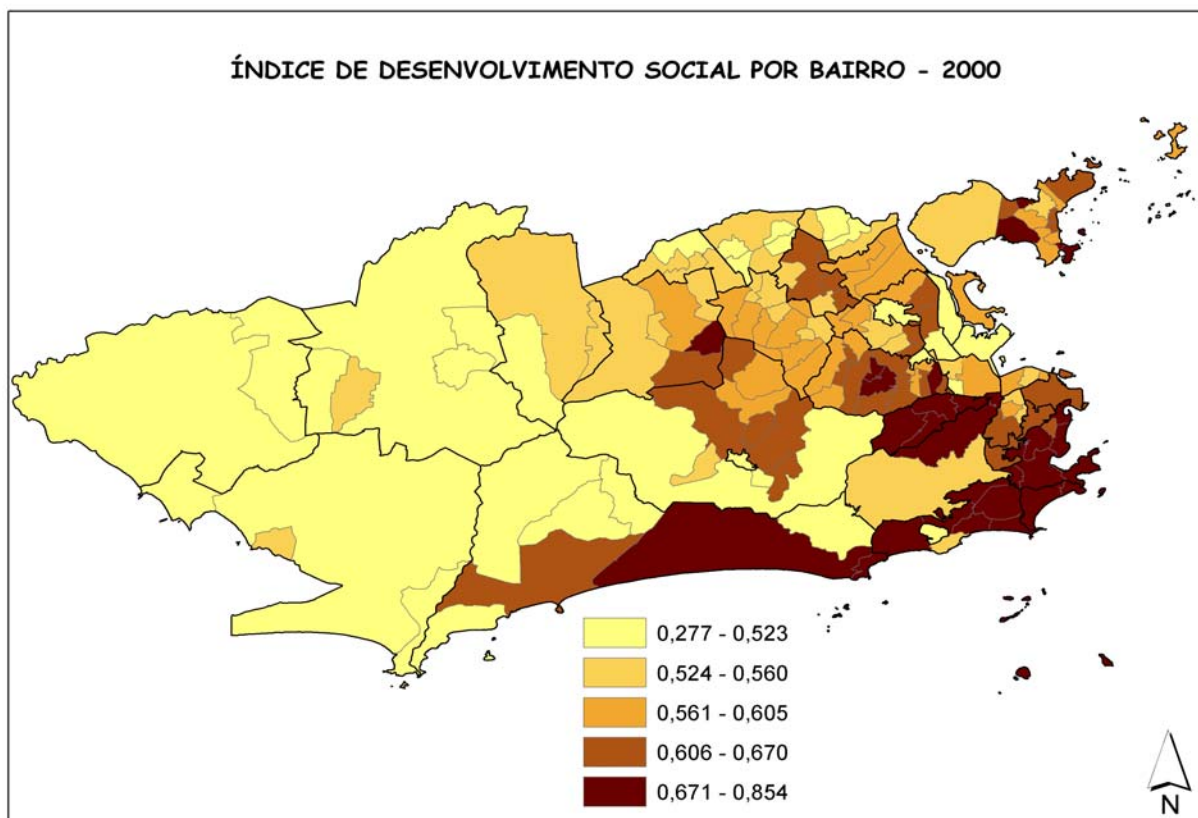 ÍNDICE DE DESENVOLVIMENTO SOCIAL POR BAIRRO - 2000
0,277 - 0,523
0,524 - 0,560
0,561 - 0,605
0,606 - 0,670
0,671 - 0,854
N